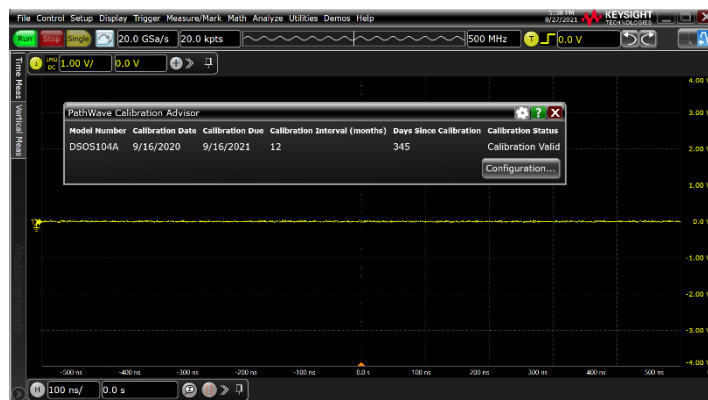 File Control Setup Display Trigger Measure/Mark Math Analyze Utilities Demos Help
5:38 PM
8/27/2021
KEYSIGHT
TECHNOLOGIES
Run Stop Single 20.0 GSa/s 20.0 kpts 500 MHz T 0.0 V
1 1MΩ DC 1.00 V/ 0.0 V
Time Meas
Vertical Meas
Measurements
PathWave Calibration Advisor ? X
Model Number Calibration Date Calibration Due Calibration Interval (months) Days Since Calibration Calibration Status
DSOS104A 9/16/2020 9/16/2021 12 345 Calibration Valid
Configuration...
4.00 V
3.00 V
2.00 V
1.00 V
0.0 V
-1.00 V
-2.00 V
-3.00 V
-4.00 V
-500 ns -400 ns -300 ns -200 ns -100 ns 0.0 s 100 ns 200 ns 300 ns 400 ns 500 ns
H 100 ns/ 0.0 s